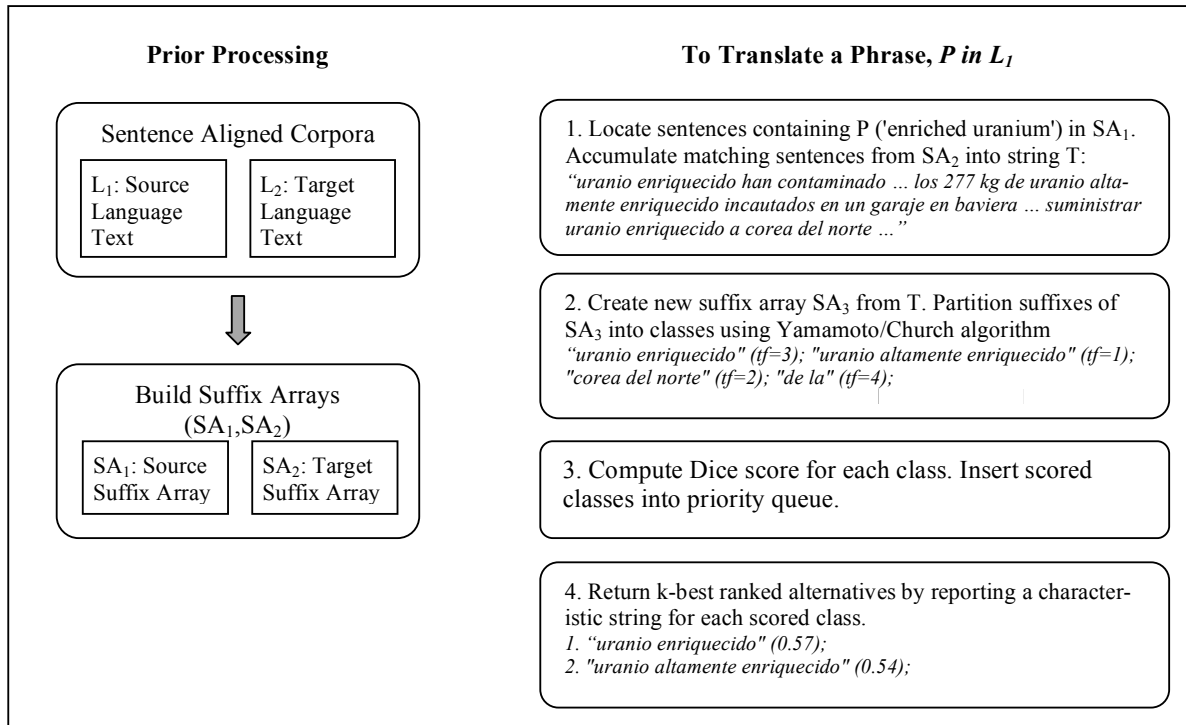 Prior Processing
Sentence Aligned Corpora
L₁: Source
Language
Text
L₂: Target
Language
Text
Build Suffix Arrays
(SA₁,SA₂)
SA₁: Source
Suffix Array
SA₂: Target
Suffix Array
To Translate a Phrase, P in L₁
1. Locate sentences containing P ('enriched uranium') in SA₁.
Accumulate matching sentences from SA₂ into string T:
“uranio enriquecido han contaminado ... los 277 kg de uranio alta-
mente enriquecido incautados en un garaje en baviera ... suministrar
uranio enriquecido a corea del norte ...”
2. Create new suffix array SA₃ from T. Partition suffixes of
SA₃ into classes using Yamamoto/Church algorithm
“uranio enriquecido" (tf=3); "uranio altamente enriquecido" (tf=1);
"corea del norte" (tf=2); "de la" (tf=4);
3. Compute Dice score for each class. Insert scored
classes into priority queue.
4. Return k-best ranked alternatives by reporting a character-
istic string for each scored class.
1. “uranio enriquecido" (0.57);
2. "uranio altamente enriquecido" (0.54);